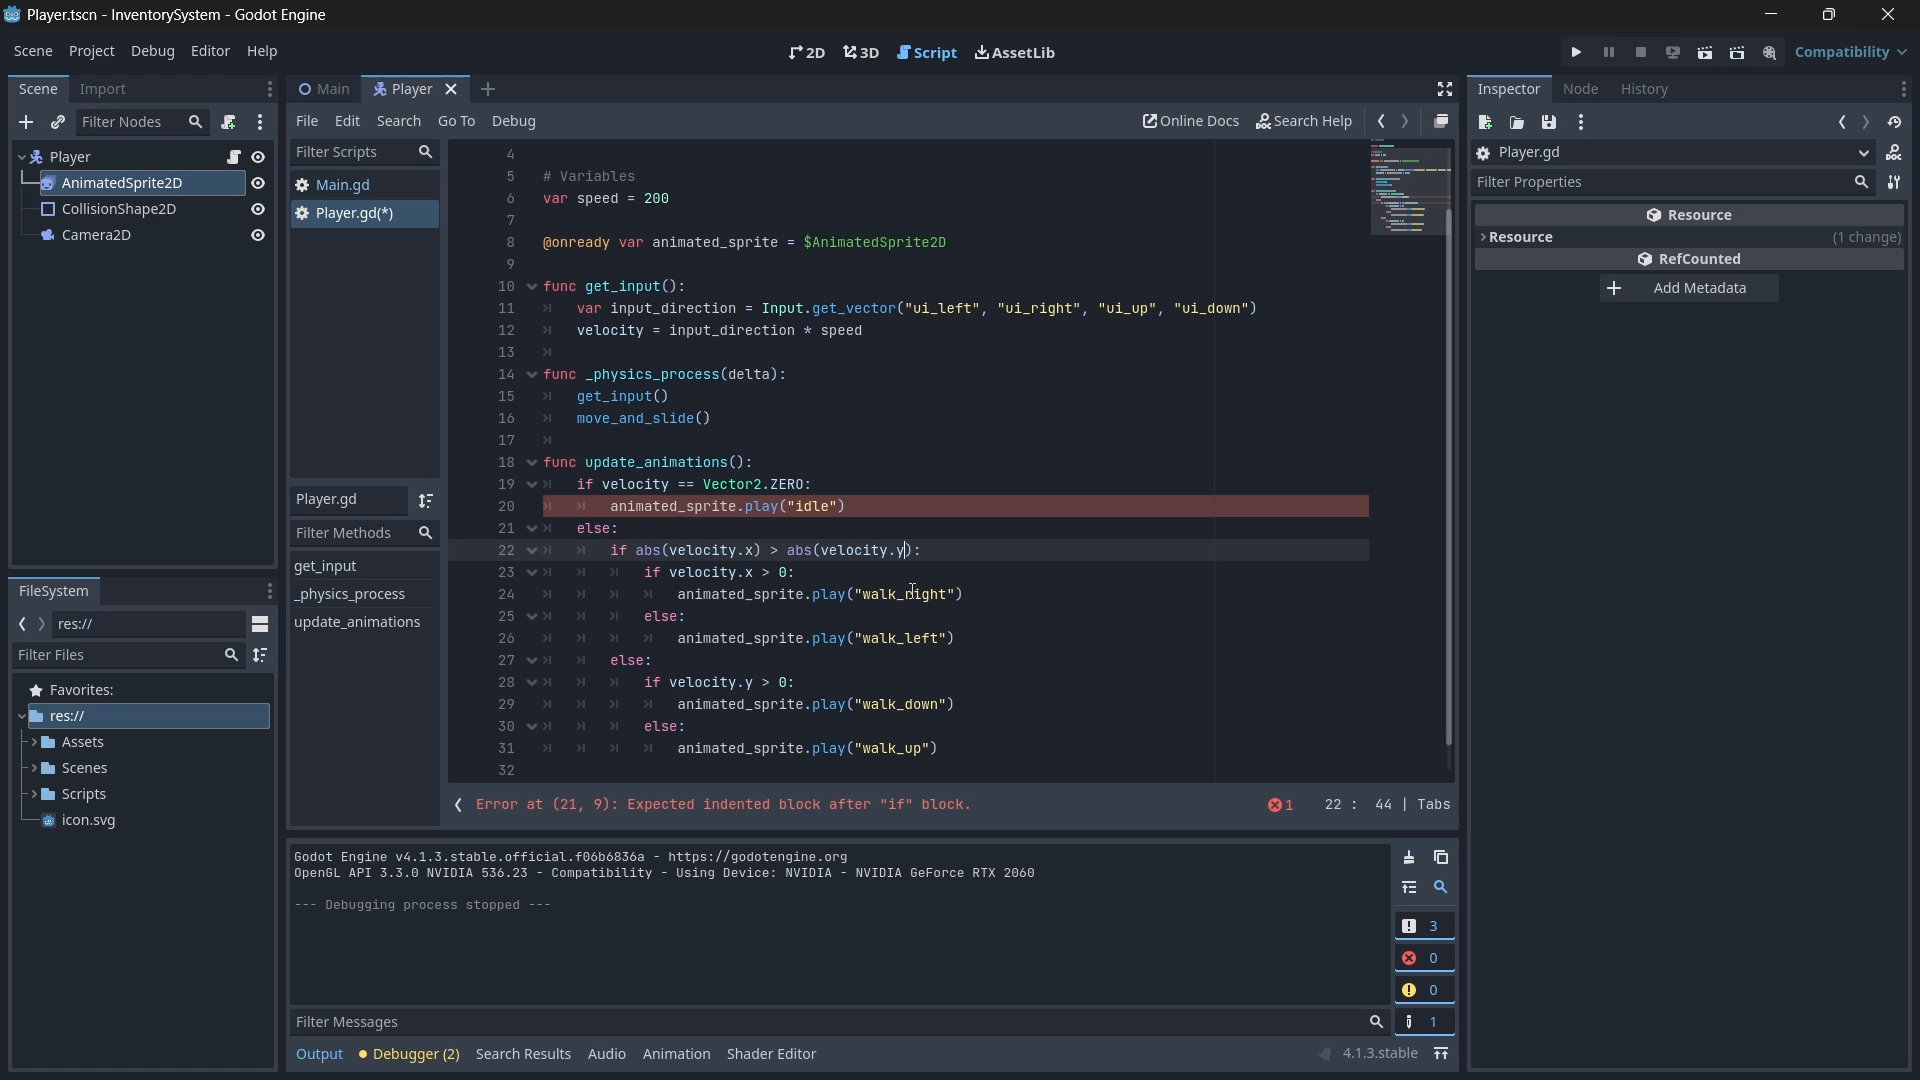 Player.tscn - InventorySystem - Godot Engine
Scene Project Debug Editor Help
2D 3D Script AssetLib
Compatibility
Scene Import
Main Player
Inspector Node History
Filter Nodes
File Edit Search Go To Debug
Online Docs Search Help
Player
AnimatedSprite2D
CollisionShape2D
Camera2D
Filter Scripts
Main.gd
Player.gd(*)
Player.gd
Filter Methods
get_input
_physics_process
update_animations
4
5 # Variables
6 var speed = 200
7
8 @onready var animated_sprite = $AnimatedSprite2D
9
10 func get_input():
11 var input_direction = Input.get_vector("ui_left", "ui_right", "ui_up", "ui_down")
12 velocity = input_direction * speed
13
14 func _physics_process(delta):
15 get_input()
16 move_and_slide()
17
18 func update_animations():
19 if velocity == Vector2.ZERO:
20 animated_sprite.play("idle")
21 else:
22 if abs(velocity.x) > abs(velocity.y):
23 if velocity.x > 0:
24 animated_sprite.play("walk_right")
25 else:
26 animated_sprite.play("walk_left")
27 else:
28 if velocity.y > 0:
29 animated_sprite.play("walk_down")
30 else:
31 animated_sprite.play("walk_up")
32
Error at (21, 9): Expected indented block after "if" block.
1 22 : 44 | Tabs
Player.gd
Filter Properties
Resource
Resource (1 change)
RefCounted
Add Metadata
FileSystem
res://
Filter Files
Favorites:
res://
Assets
Scenes
Scripts
icon.svg
Godot Engine v4.1.3.stable.official.f06b6836a - https://godotengine.org
OpenGL API 3.3.0 NVIDIA 536.23 - Compatibility - Using Device: NVIDIA - NVIDIA GeForce RTX 2060
--- Debugging process stopped ---
3
0
0
1
Filter Messages
Output Debugger (2) Search Results Audio Animation Shader Editor
4.1.3.stable